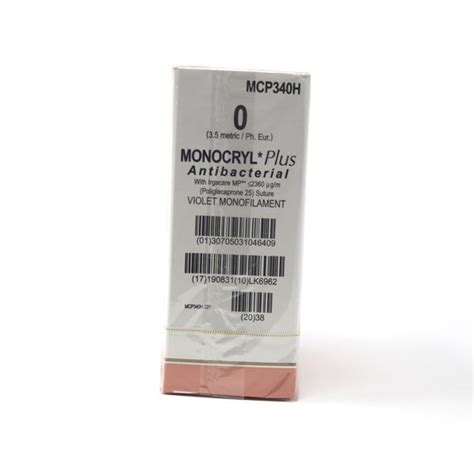 MCP340H
0
(3.5 metric / Ph. Eur.)
MONOCRYL* Plus
Antibacterial
With Irgacare MP** ≤2360 µg/m
(Poliglecaprone 25) Suture
VIOLET MONOFILAMENT
(01)30705031046409
(17)190831(10)LK6962
(20)38